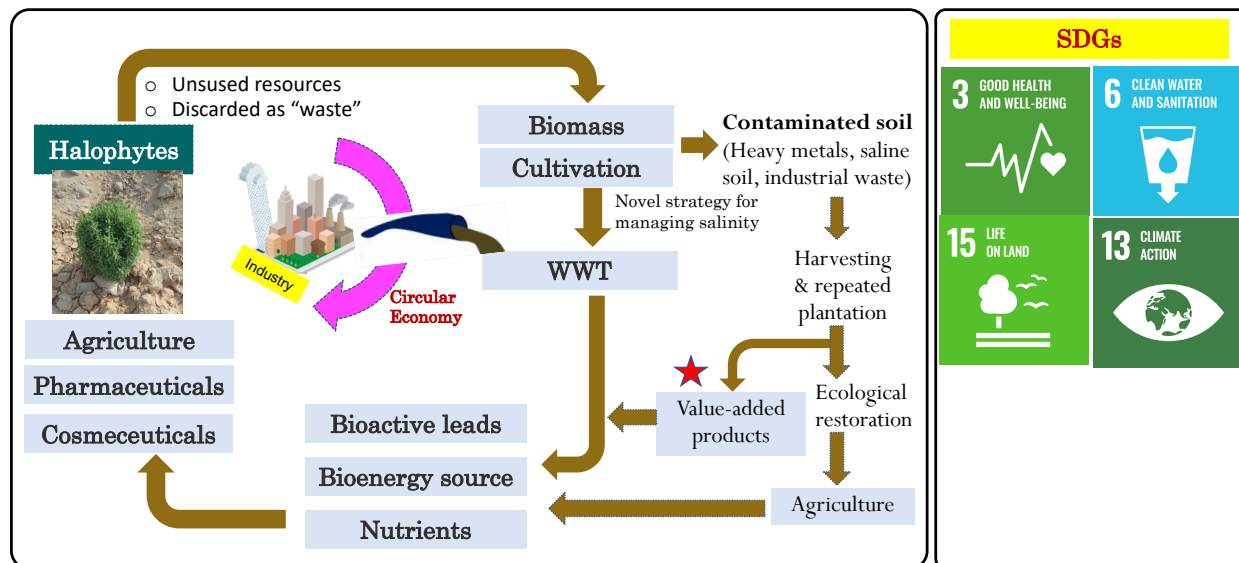 o Unsused resources
o Discarded as “waste”
Halophytes
Agriculture
Pharmaceuticals
Cosmeceuticals
Industry
Circular
Economy
Biomass
Cultivation
Novel strategy for
managing salinity
WWT
Contaminated soil
(Heavy metals, saline
soil, industrial waste)
Harvesting
& repeated
plantation
Value-added
products
Ecological
restoration
Agriculture
Bioactive leads
Bioenergy source
Nutrients
SDGs
3 GOOD HEALTH
AND WELL-BEING
6 CLEAN WATER
AND SANITATION
15 LIFE
ON LAND
13 CLIMATE
ACTION